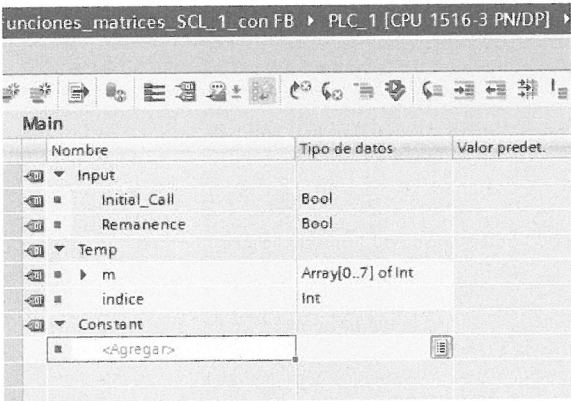 unciones_matrices_SCL_1_con FB ▸ PLC_1 [CPU 1516-3 PN/DP] ▸
Main
Nombre Tipo de datos Valor predet.
Input
Initial_Call Bool
Remanence Bool
Temp
m Array[0..7] of Int
indice Int
Constant
<Agregar>